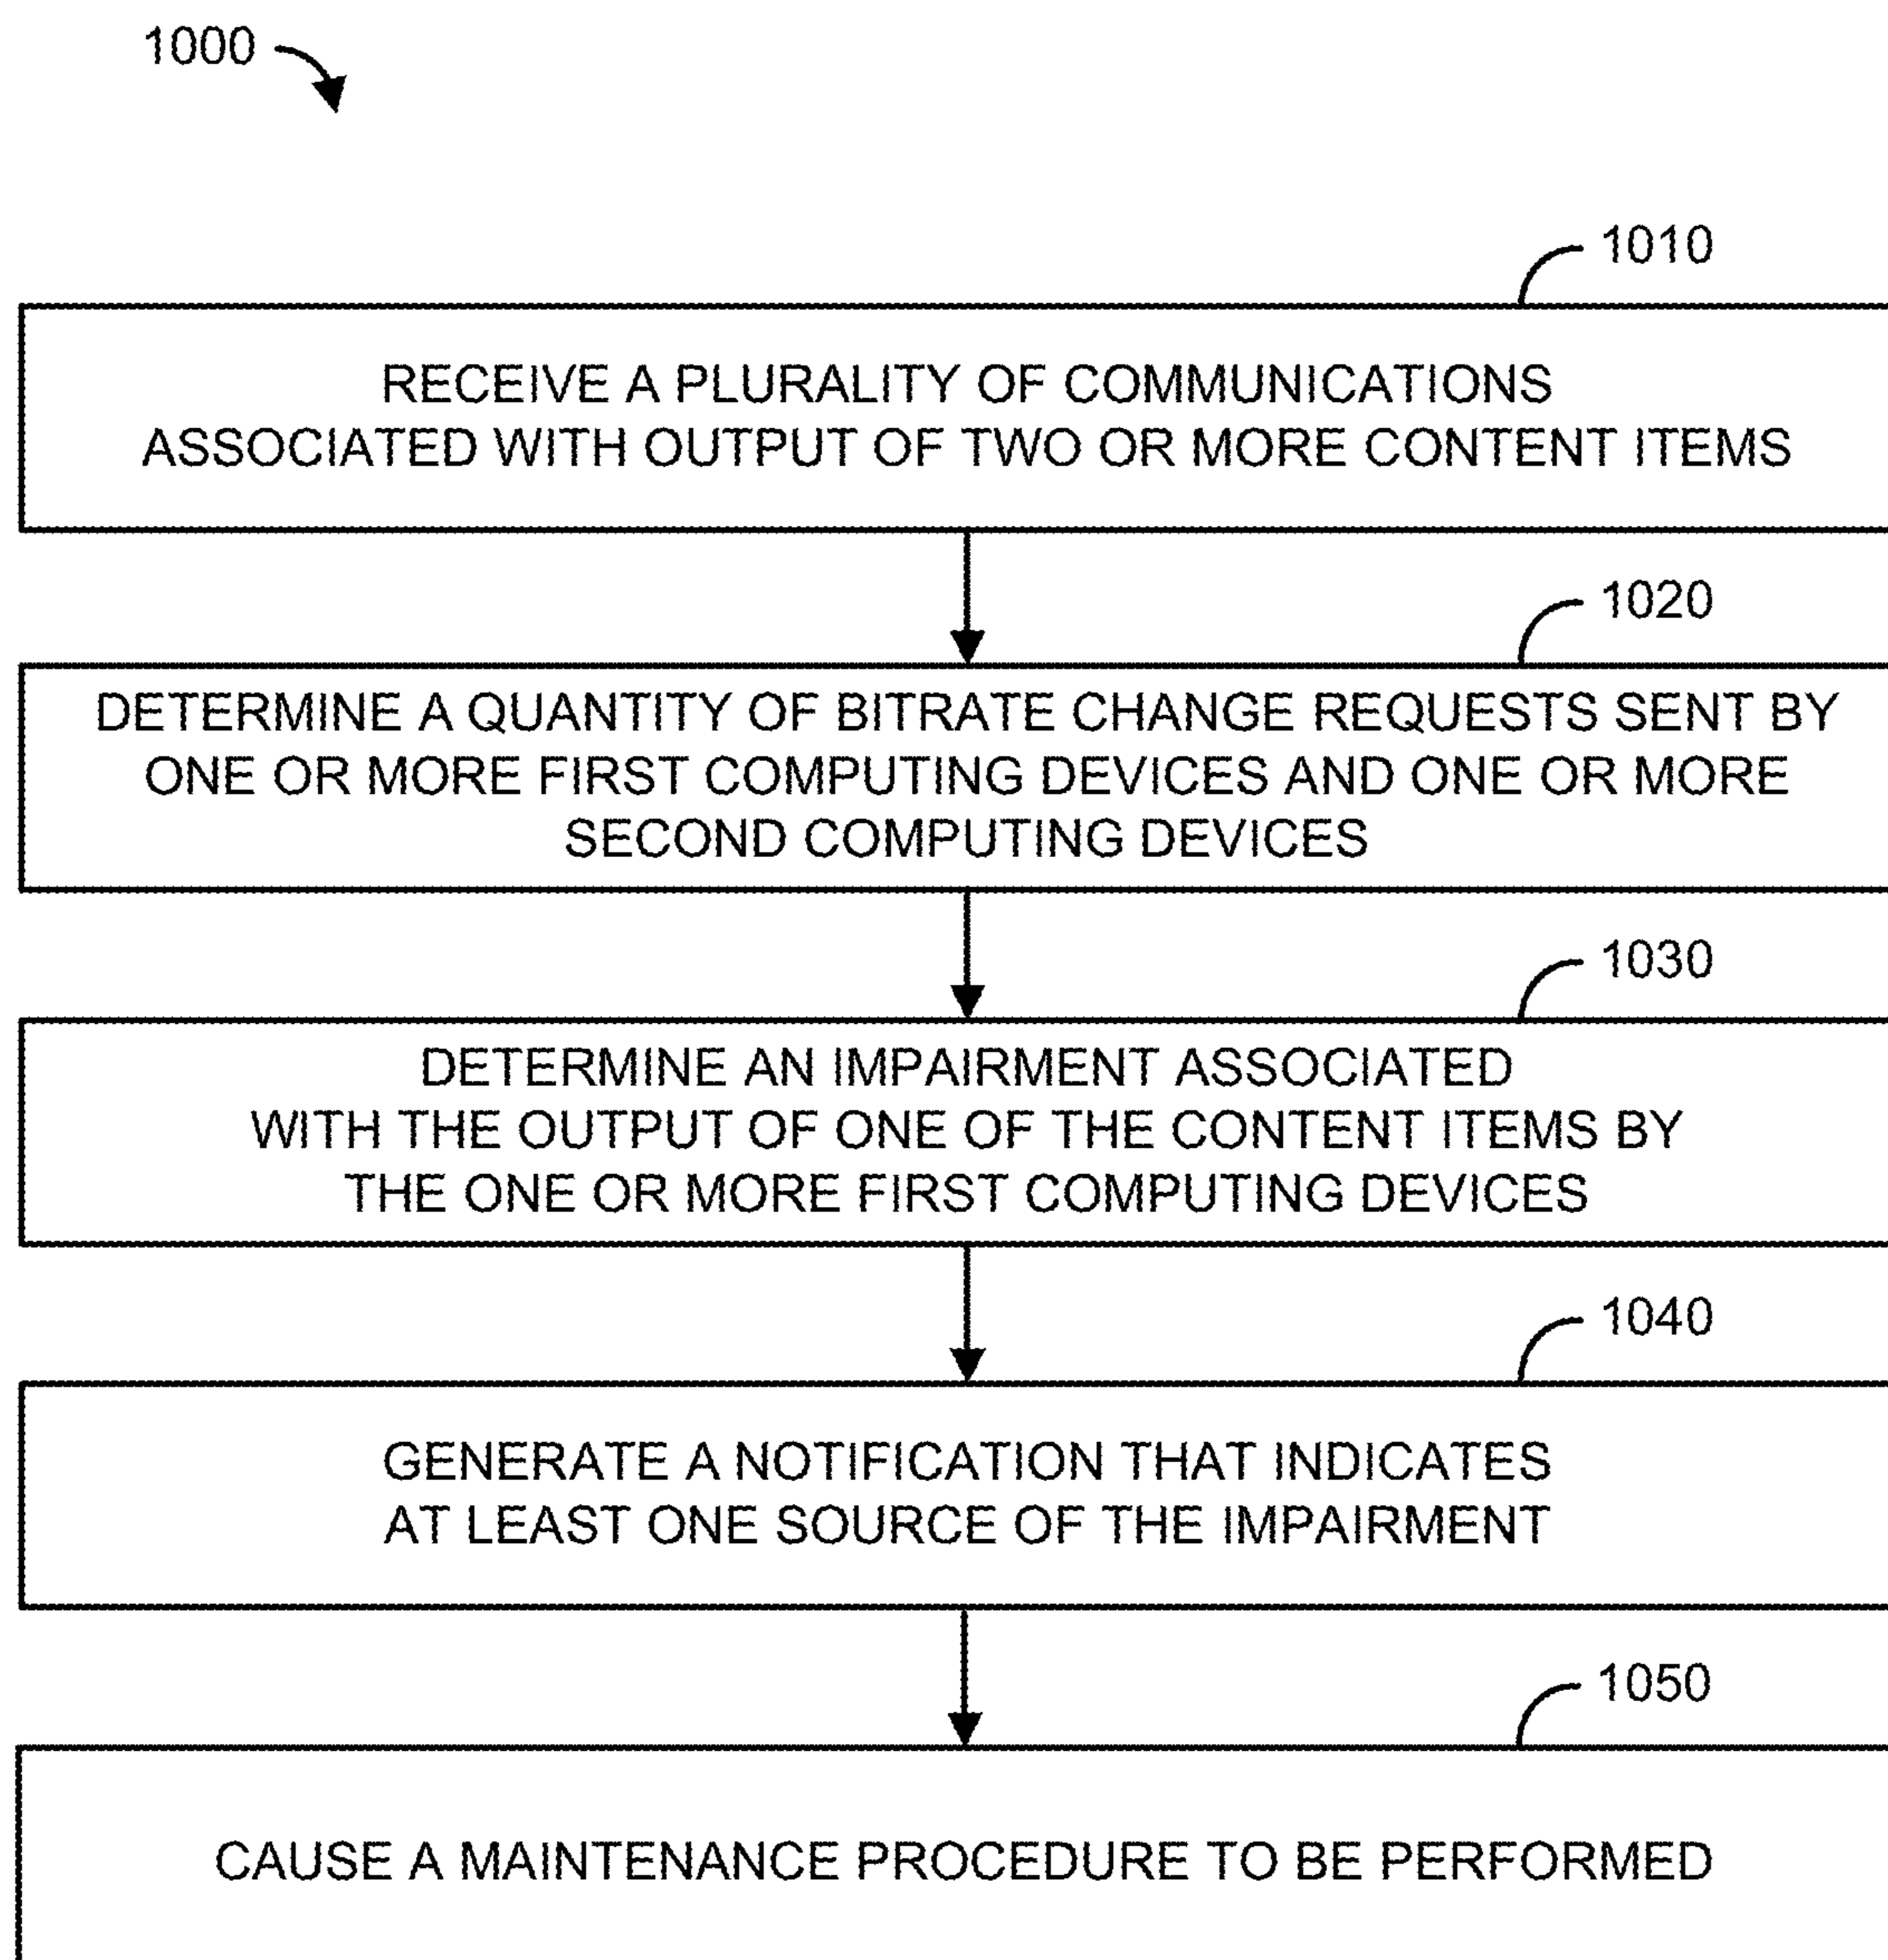 1000
1010
RECEIVE A PLURALITY OF COMMUNICATIONS
ASSOCIATED WITH OUTPUT OF TWO OR MORE CONTENT ITEMS
1020
DETERMINE A QUANTITY OF BITRATE CHANGE REQUESTS SENT BY
ONE OR MORE FIRST COMPUTING DEVICES AND ONE OR MORE
SECOND COMPUTING DEVICES
1030
DETERMINE AN IMPAIRMENT ASSOCIATED
WITH THE OUTPUT OF ONE OF THE CONTENT ITEMS BY
THE ONE OR MORE FIRST COMPUTING DEVICES
1040
GENERATE A NOTIFICATION THAT INDICATES
AT LEAST ONE SOURCE OF THE IMPAIRMENT
1050
CAUSE A MAINTENANCE PROCEDURE TO BE PERFORMED